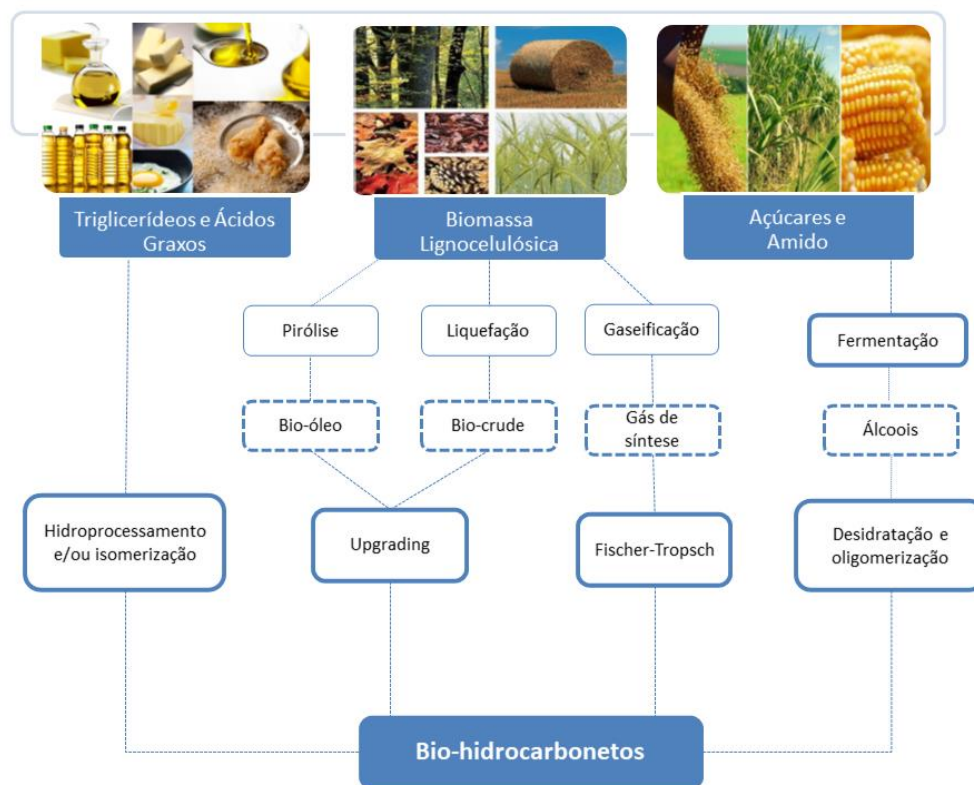 Triglicerídeos e Ácidos
Graxos
Biomassa
Lignocelulósica
Açúcares e
Amido
Pirólise
Liquefação
Gaseificação
Fermentação
Bio-óleo
Bio-crude
Gás de
síntese
Álcoois
Hidroprocessamento
e/ou isomerização
Upgrading
Fischer-Tropsch
Desidratação e
oligomerização
Bio-hidrocarbonetos